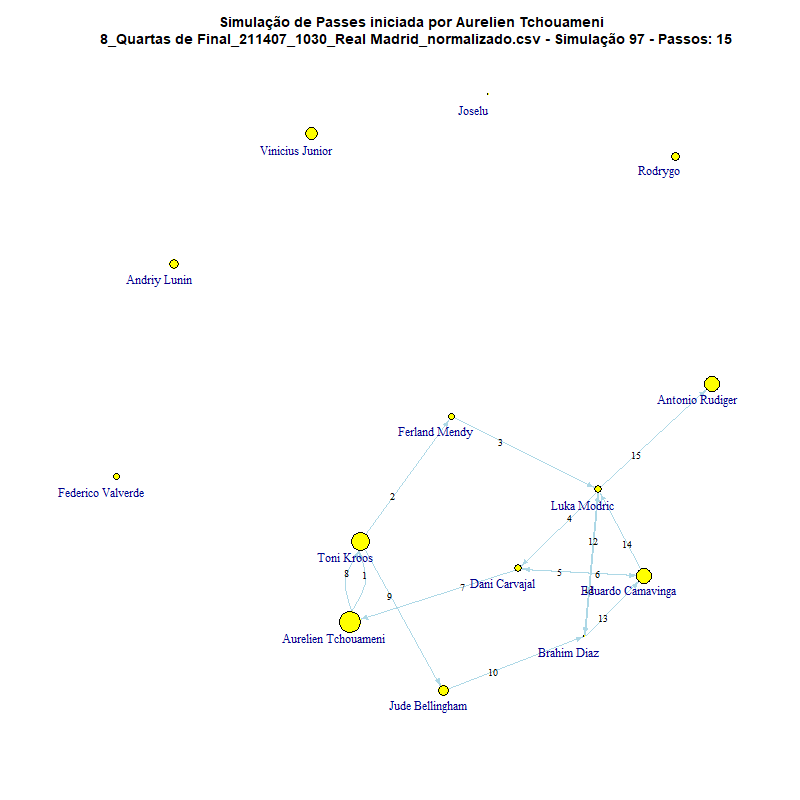 Simulação de Passes iniciada por Aurelien Tchouameni
8_Quartas de Final_211407_1030_Real Madrid_normalizado.csv - Simulação 97 - Passos: 15
Joselu
Vinicius Junior
Rodrygo
Andriy Lunin
Antonio Rudiger
Ferland Mendy
3
15
Federico Valverde
2
Luka Modric
4
12
14
Toni Kroos
8
1
5
6
Dani Carvajal
7
Eduardo Camavinga
9
13
Aurelien Tchouameni
Brahim Diaz
10
Jude Bellingham